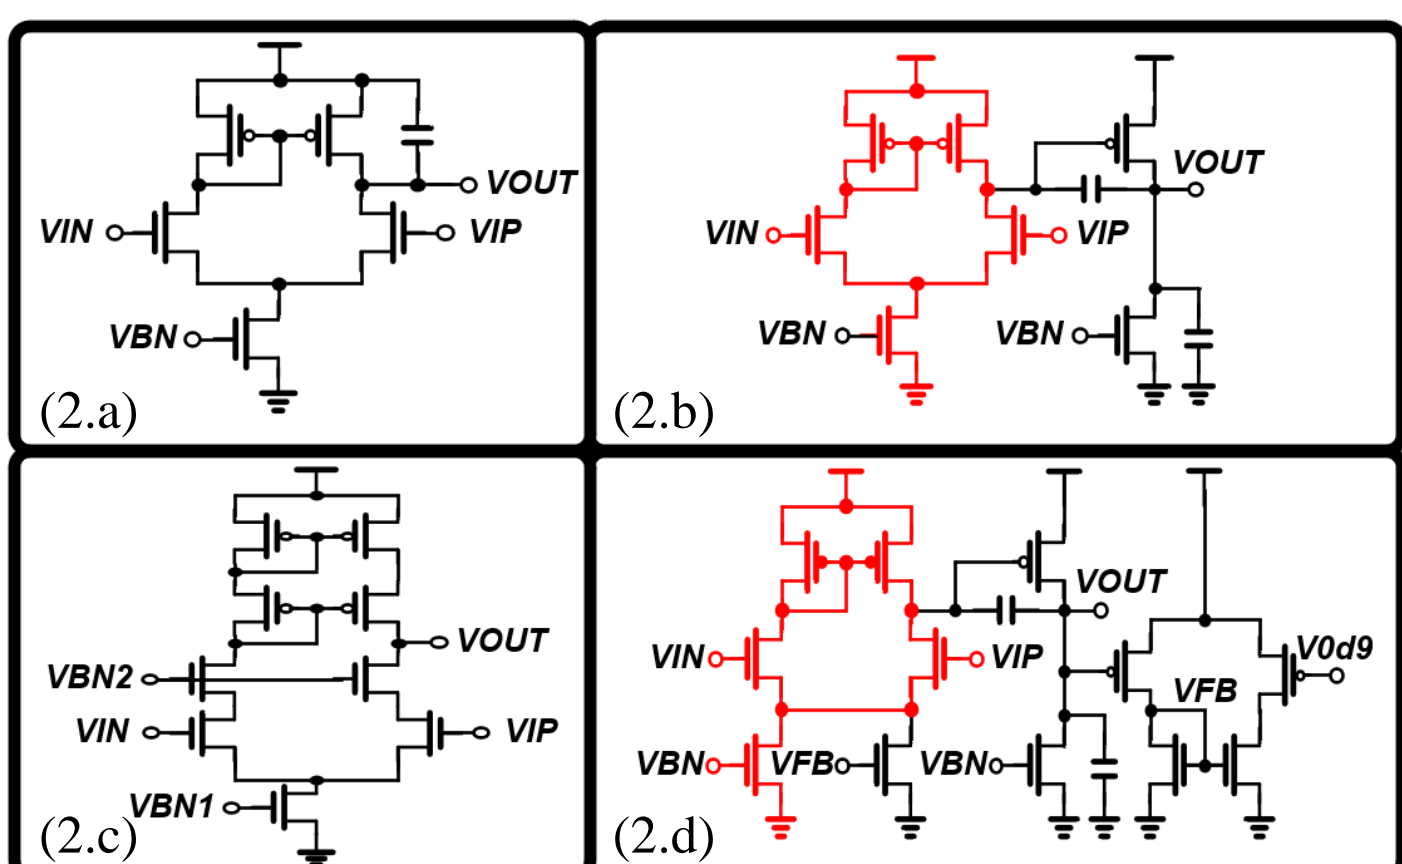 VOUT
VIN
VIP
VBN
(2.a)
VOUT
VIN
VIP
VBN
VBN
(2.b)
VOUT
VBN2
VIN
VIP
VBN1
(2.c)
VOUT
VIN
VIP
V0d9
VFB
VBN
VFB
VBN
(2.d)